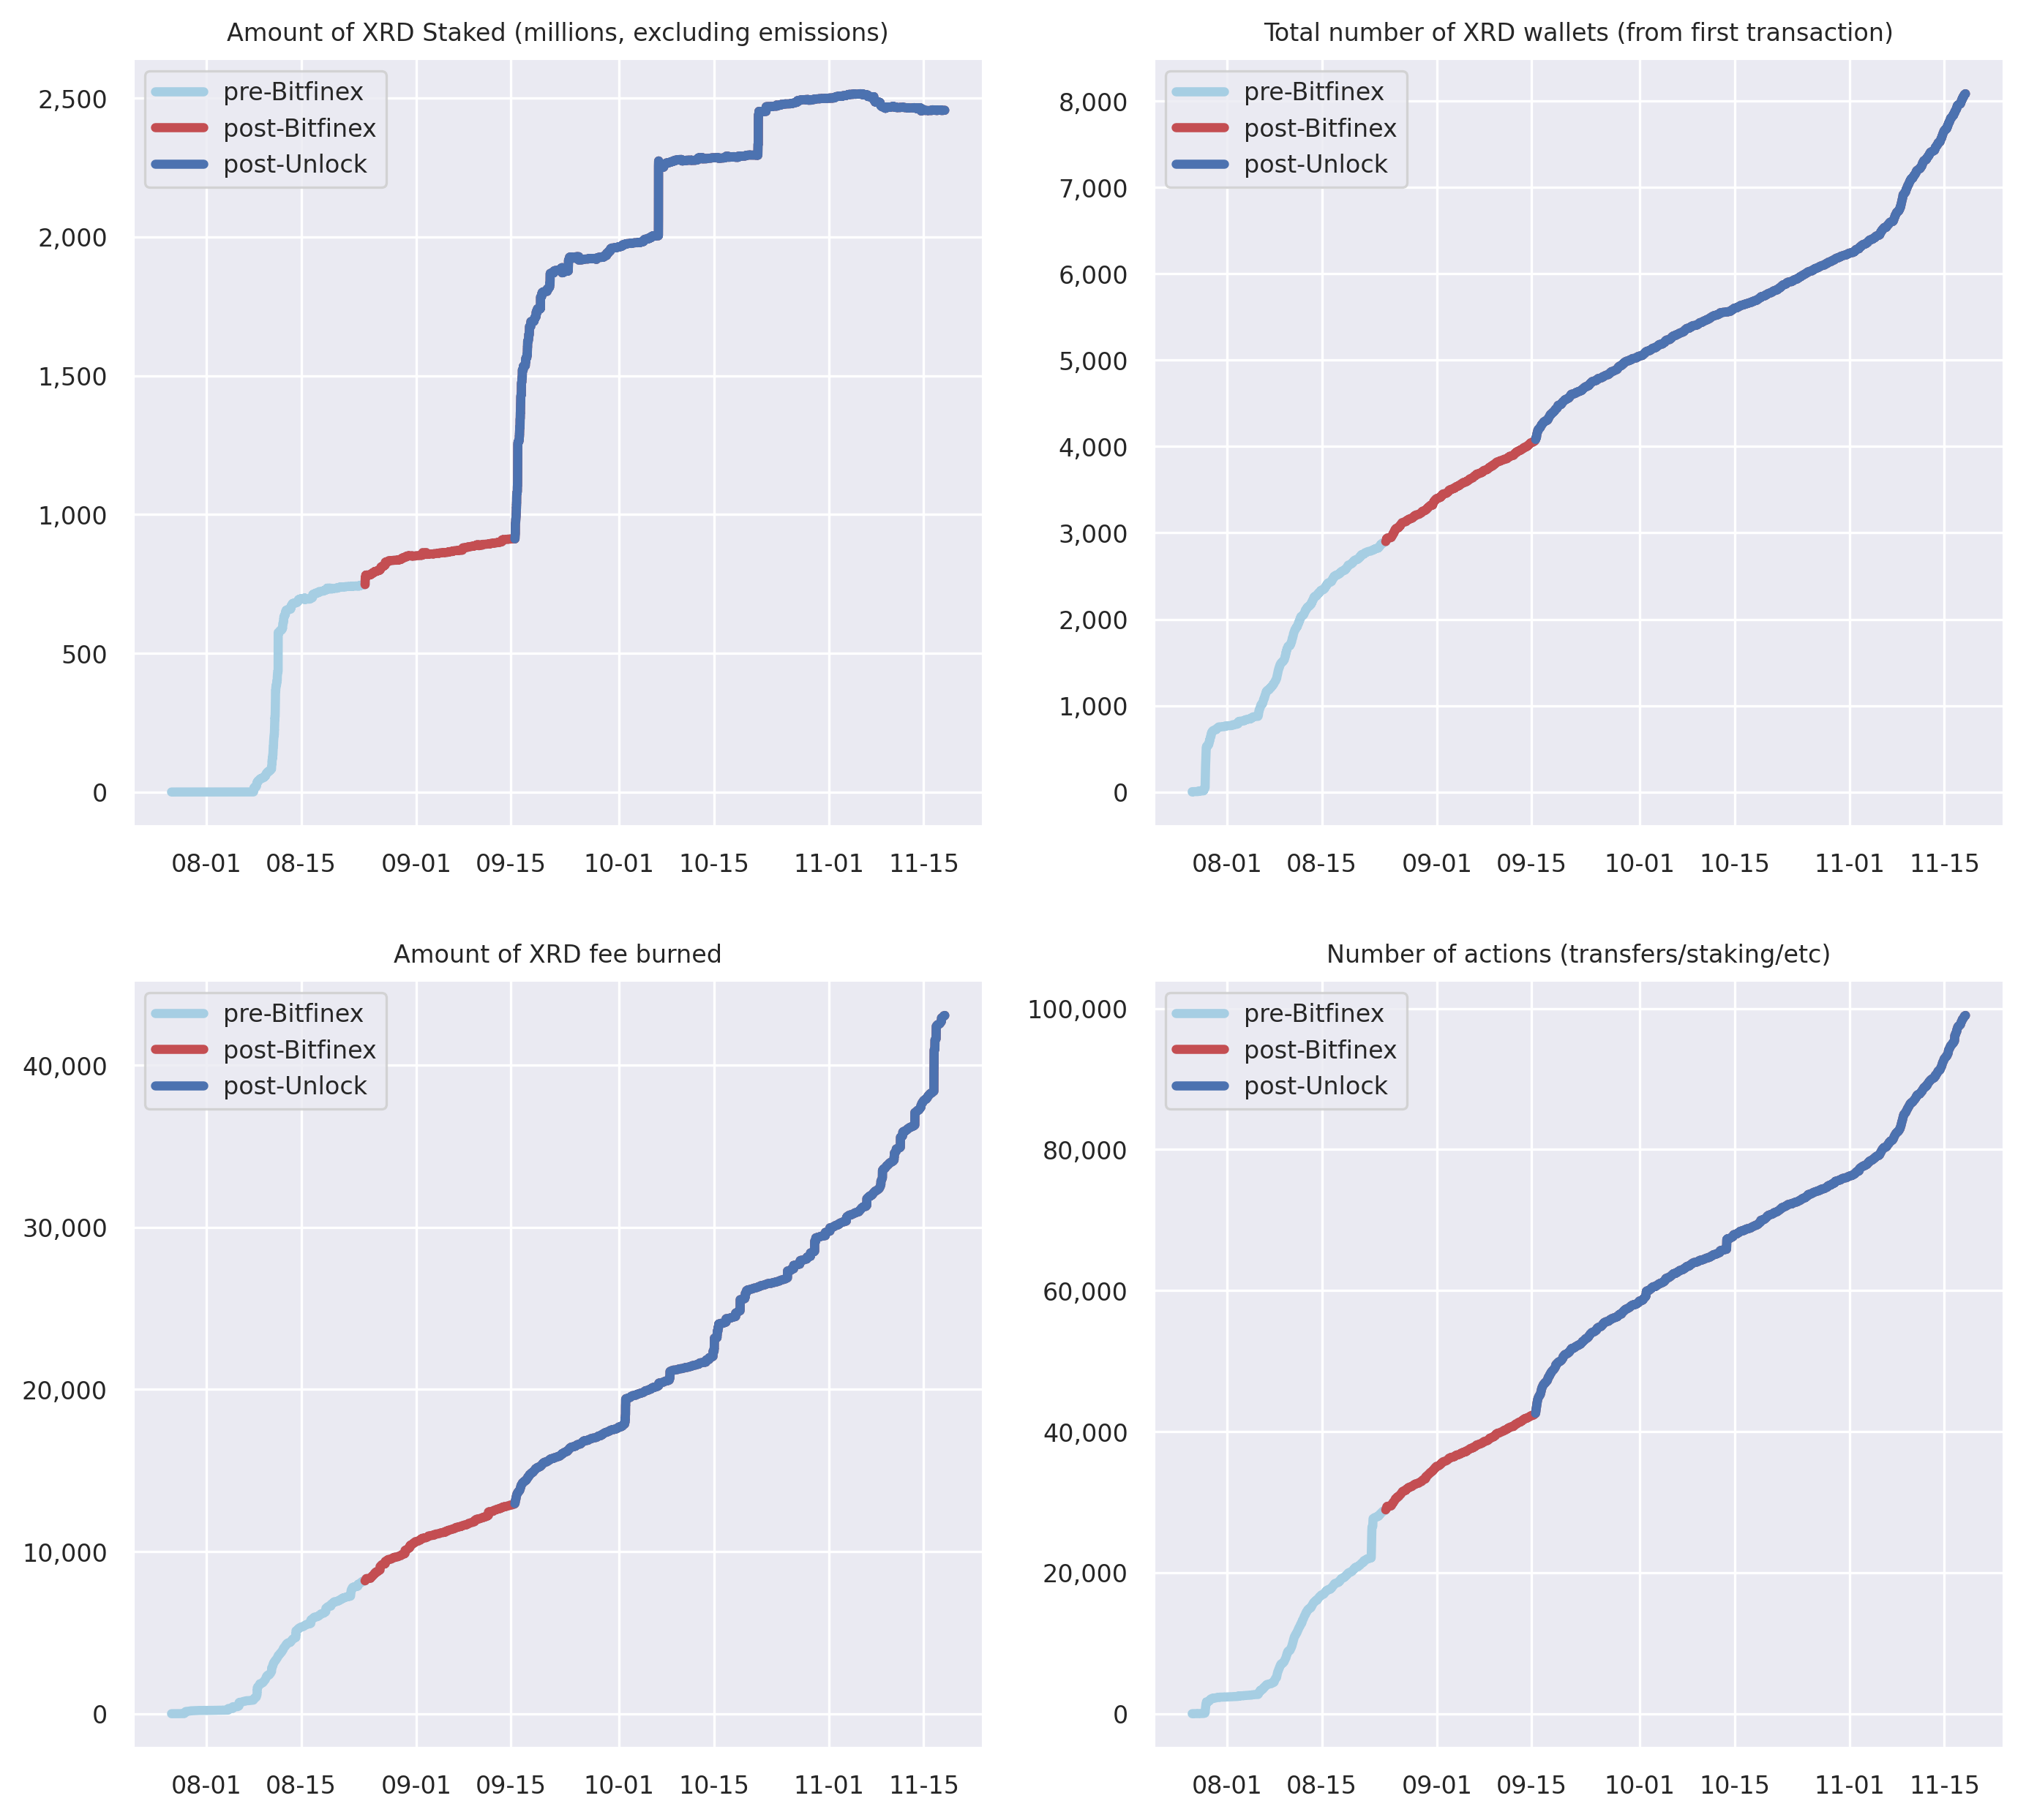 Amount of XRD Staked (millions, excluding emissions)
pre-Bitfinex
post-Bitfinex
post-Unlock
2,500
2,000
1,500
1,000
500
0
08-01 08-15 09-01 09-15 10-01 10-15 11-01 11-15
Total number of XRD wallets (from first transaction)
pre-Bitfinex
post-Bitfinex
post-Unlock
8,000
7,000
6,000
5,000
4,000
3,000
2,000
1,000
0
08-01 08-15 09-01 09-15 10-01 10-15 11-01 11-15
Amount of XRD fee burned
pre-Bitfinex
post-Bitfinex
post-Unlock
40,000
30,000
20,000
10,000
0
08-01 08-15 09-01 09-15 10-01 10-15 11-01 11-15
Number of actions (transfers/staking/etc)
pre-Bitfinex
post-Bitfinex
post-Unlock
100,000
80,000
60,000
40,000
20,000
0
08-01 08-15 09-01 09-15 10-01 10-15 11-01 11-15